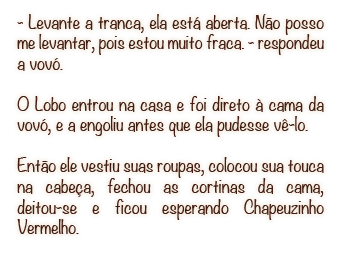 - Levante a tranca, ela está aberta. Não posso
me levantar, pois estou muito fraca. - respondeu
a vovó.
O Lobo entrou na casa e foi direto à cama da
vovó, e a engoliu antes que ela pudesse vê-lo.
Então ele vestiu suas roupas, colocou sua touca
na cabeça, fechou as cortinas da cama,
deitou-se e ficou esperando Chapeuzinho
Vermelho.